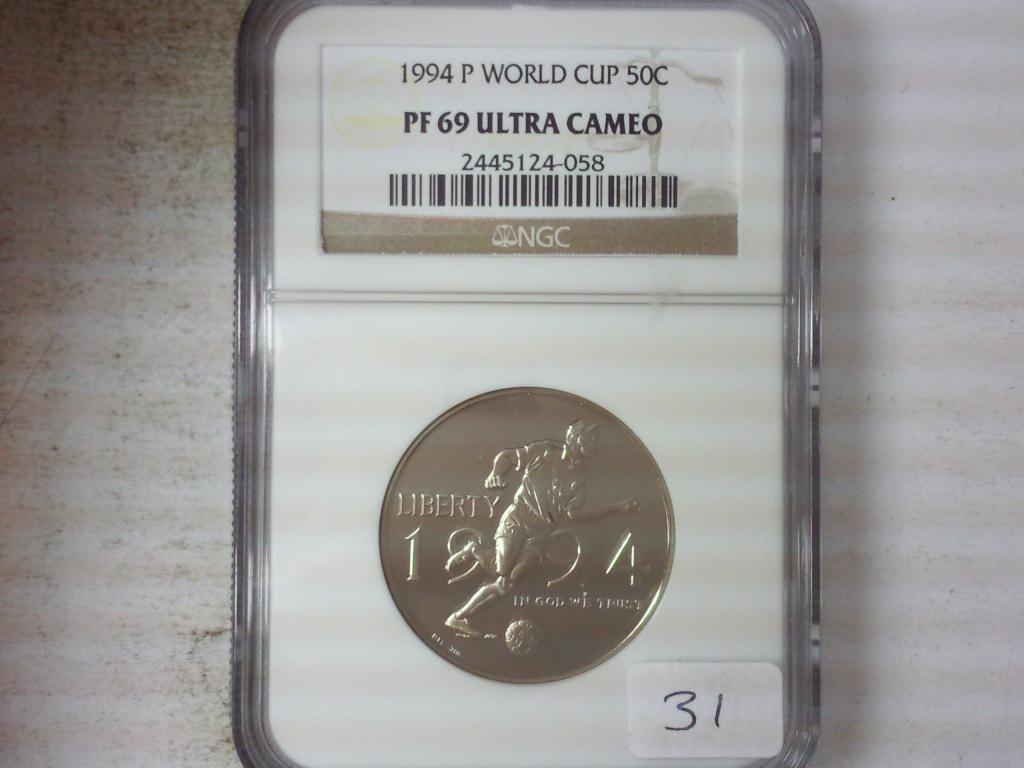 1994 P WORLD CUP 50C
PF 69 ULTRA CAMEO
2445124-058
NGC
LIBERTY
1994
IN GOD WE TRUST
31